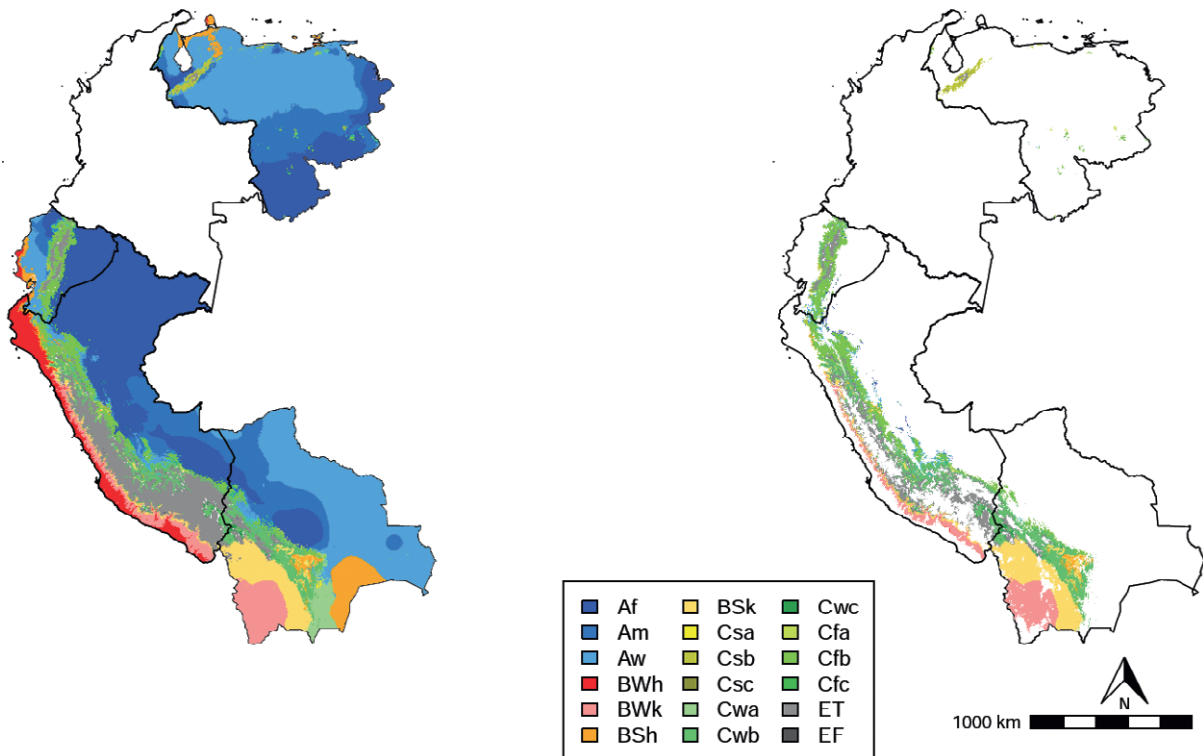 Af BSk Cwc
Am Csa Cfa
Aw Csb Cfb
BWh Csc Cfc
BWk Cwa ET
BSh Cwb EF
N
1000 km